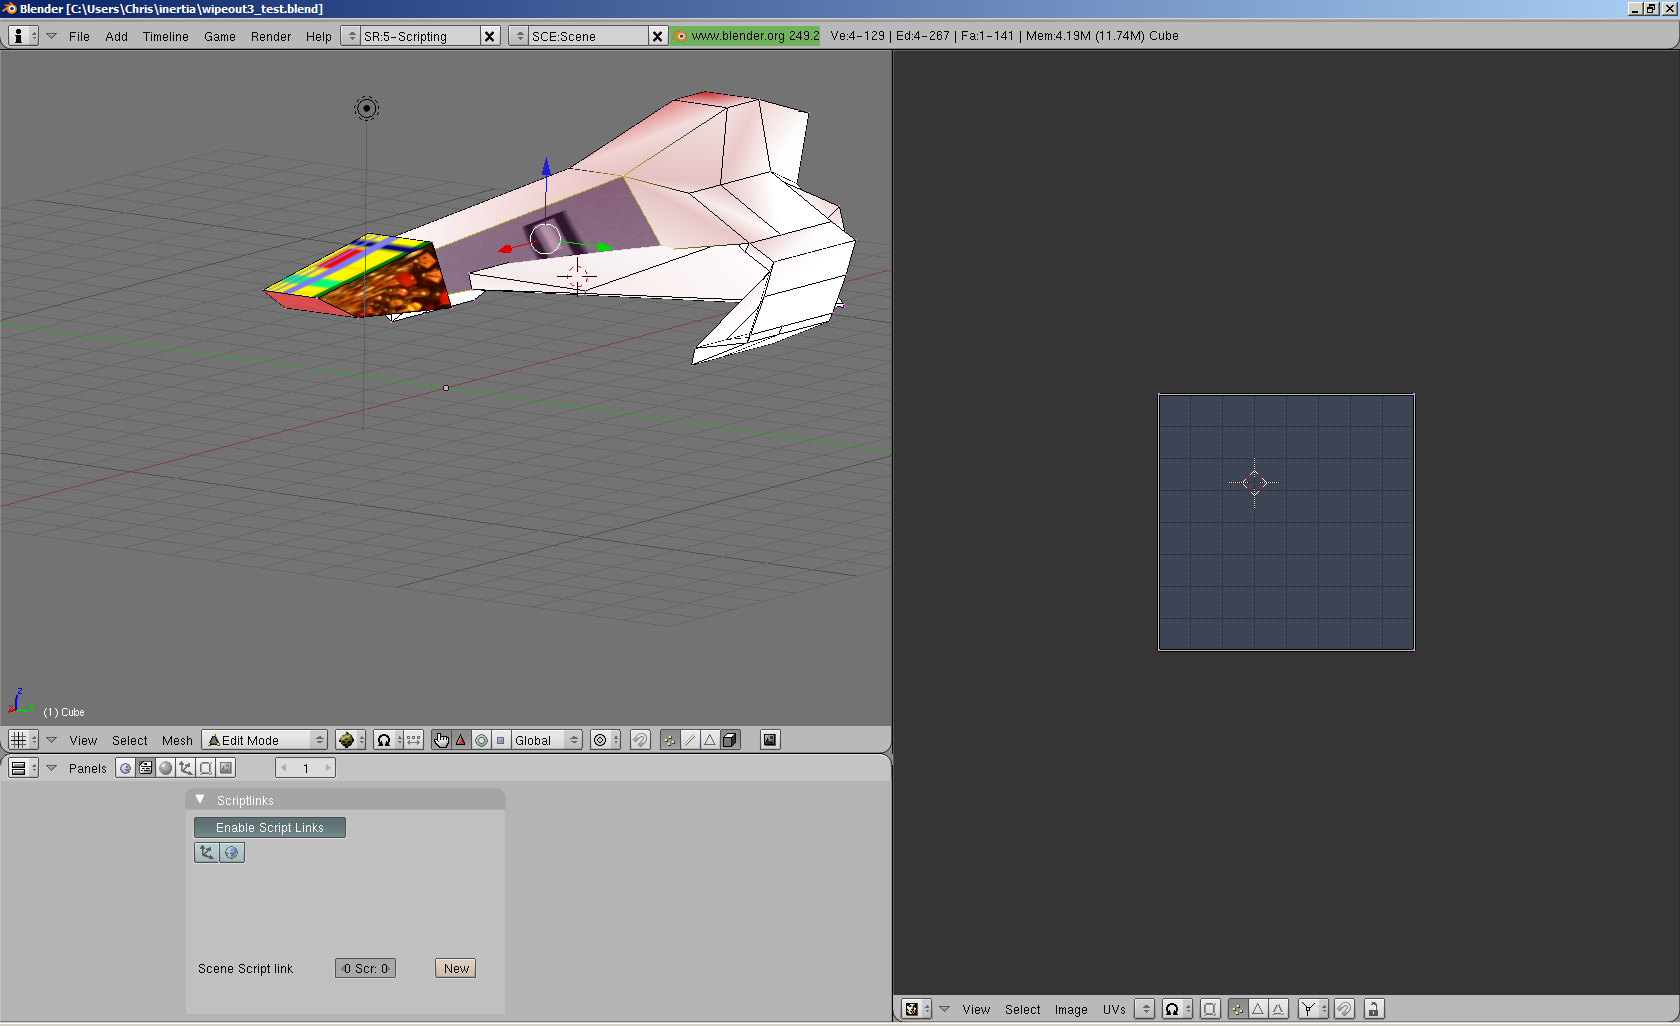 Blender [C:\Users\Chris\inertia\wipeout3_test.blend]
File Add Timeline Game Render Help SR:5-Scripting SCE:Scene www.blender.org 249.2 Ve:4-129 | Ed:4-267 | Fa:1-141 | Mem:4.19M (11.74M) Cube
z
x
(1) Cube
View Select Mesh Edit Mode Global
Panels 1
Scriptlinks
Enable Script Links
Scene Script link 0 Scr: 0 New
View Select Image UVs